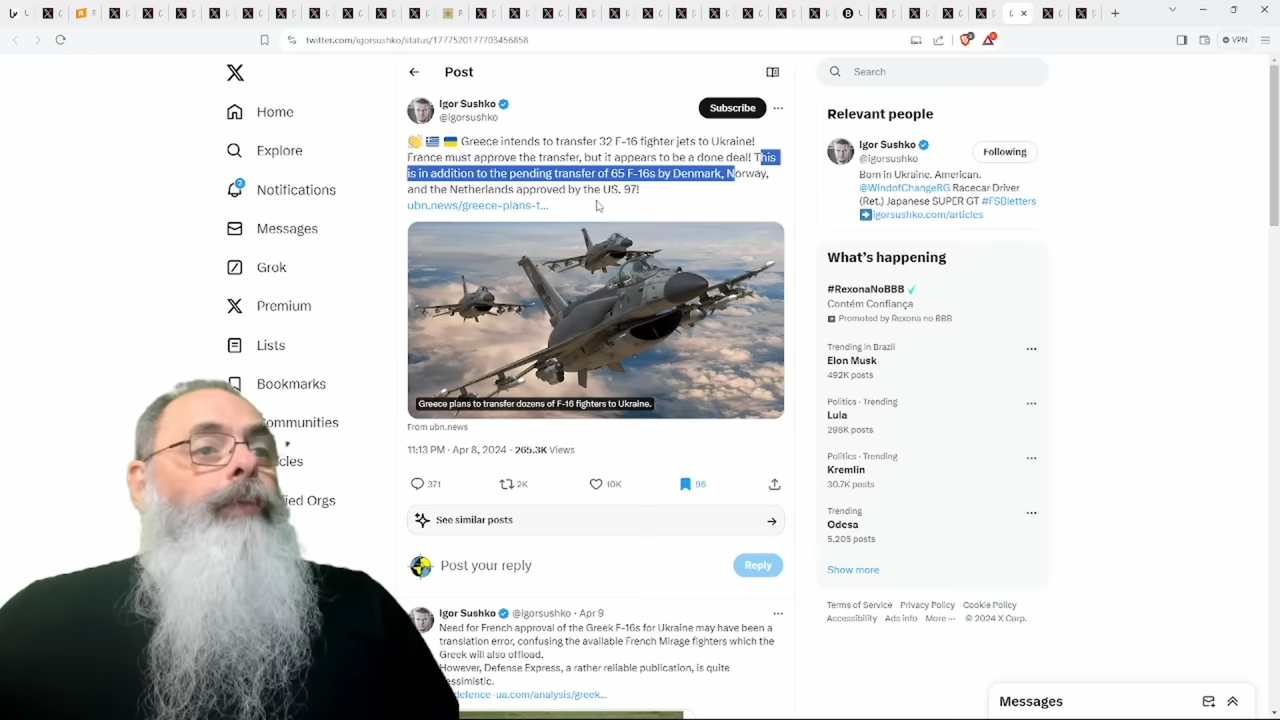 twitter.com/igorsushko/status/1777520177703456858
VPN
Post
Search
Home
Explore
2
Notifications
Messages
Grok
Premium
Lists
Bookmarks
ommunities
cles
ied Orgs
Igor Sushko
@igorsushko
Subscribe
Greece intends to transfer 32 F-16 fighter jets to Ukraine!
France must approve the transfer, but it appears to be a done deal! This
is in addition to the pending transfer of 65 F-16s by Denmark, Norway,
and the Netherlands approved by the US. 97!
ubn.news/greece-plans-t...
Greece plans to transfer dozens of F-16 fighters to Ukraine.
From ubn.news
11:13 PM · Apr 8, 2024 · 265.3K Views
371
2K
10K
96
See similar posts
Post your reply
Reply
Igor Sushko @igorsushko · Apr 9
Need for French approval of the Greek F-16s for Ukraine may have been a
translation error, confusing the available French Mirage fighters which the
Greek will also offload.
However, Defense Express, a rather reliable publication, is quite
essimistic.
defence-ua.com/analysis/greek...
Relevant people
Igor Sushko
@igorsushko
Following
Born in Ukraine. American.
@WindofChangeRG Racecar Driver
(Ret.) Japanese SUPER GT #FSBletters
igorsushko.com/articles
What's happening
#RexonaNoBBB
Contém Confiança
Promoted by Rexona no BBB
Trending in Brazil
Elon Musk
492K posts
Politics · Trending
Lula
298K posts
Politics · Trending
Kremlin
30.7K posts
Trending
Odesa
5,205 posts
Show more
Terms of Service Privacy Policy Cookie Policy
Accessibility Ads info More ··· © 2024 X Corp.
Messages